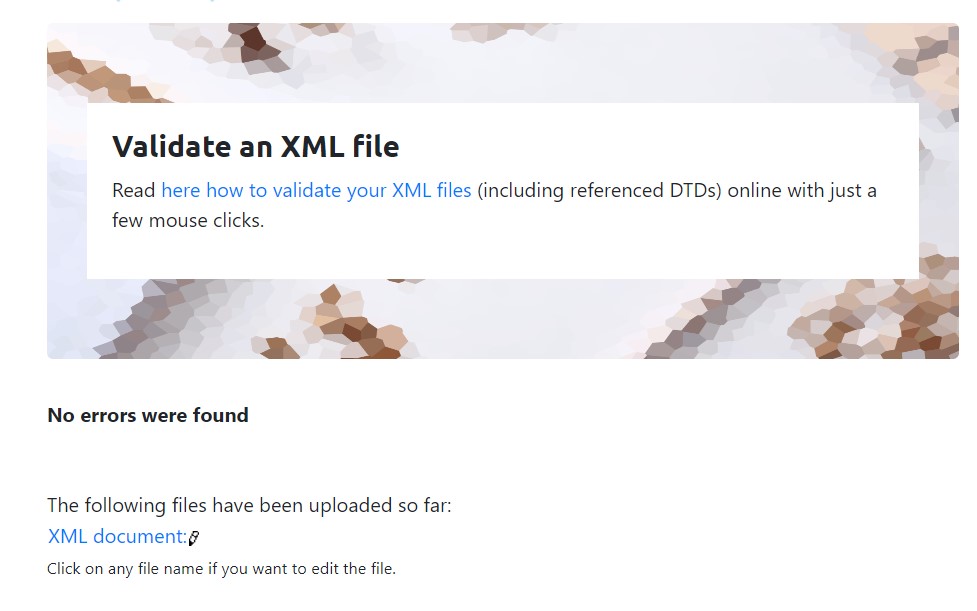 Validate an XML file
Read here how to validate your XML files (including referenced DTDs) online with just a
few mouse clicks.
No errors were found
The following files have been uploaded so far:
XML document:
Click on any file name if you want to edit the file.